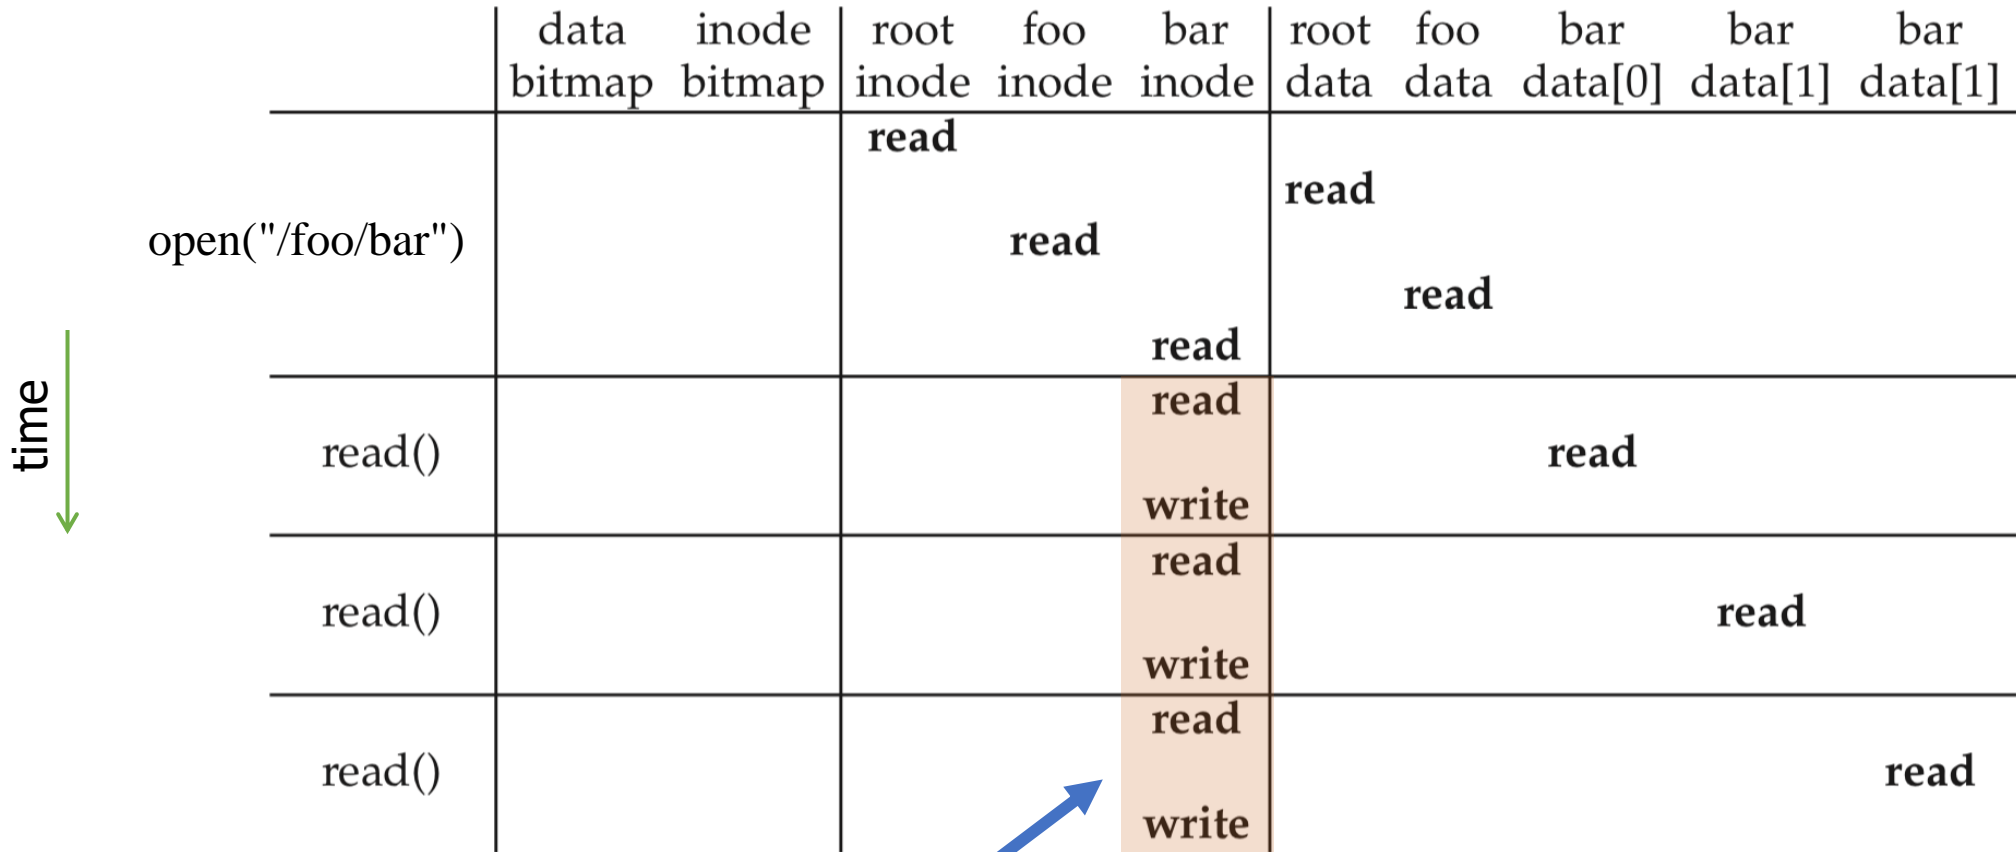 data inode root foo bar root foo bar bar bar
bitmap bitmap inode inode inode data data data[0] data[1] data[1]
read
read
open("/foo/bar") read
read
read
time
read
read() read
write
read
read() read
write
read
read() read
write